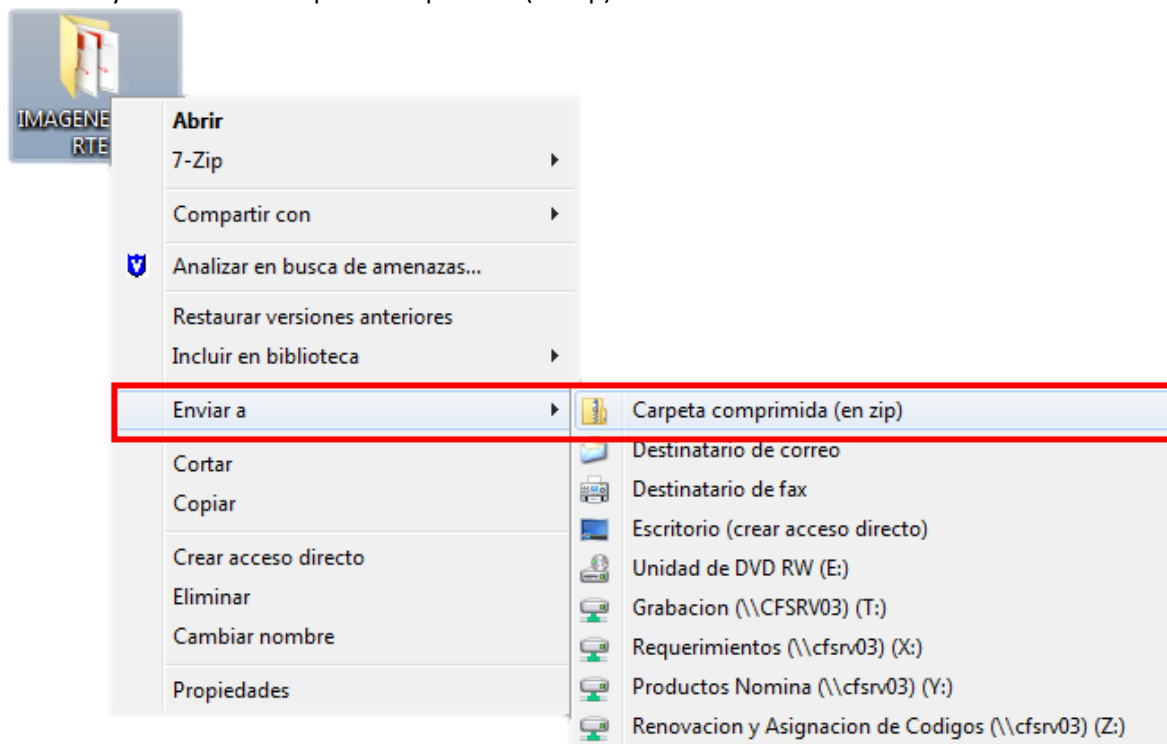 IMAGENE
RTE
Abrir
7-Zip
Compartir con
Analizar en busca de amenazas...
Restaurar versiones anteriores
Incluir en biblioteca
Enviar a
Cortar
Copiar
Crear acceso directo
Eliminar
Cambiar nombre
Propiedades
Carpeta comprimida (en zip)
Destinatario de correo
Destinatario de fax
Escritorio (crear acceso directo)
Unidad de DVD RW (E:)
Grabacion (\\CFSRV03) (T:)
Requerimientos (\\cfsrv03) (X:)
Productos Nomina (\\cfsrv03) (Y:)
Renovacion y Asignacion de Codigos (\\cfsrv03) (Z:)